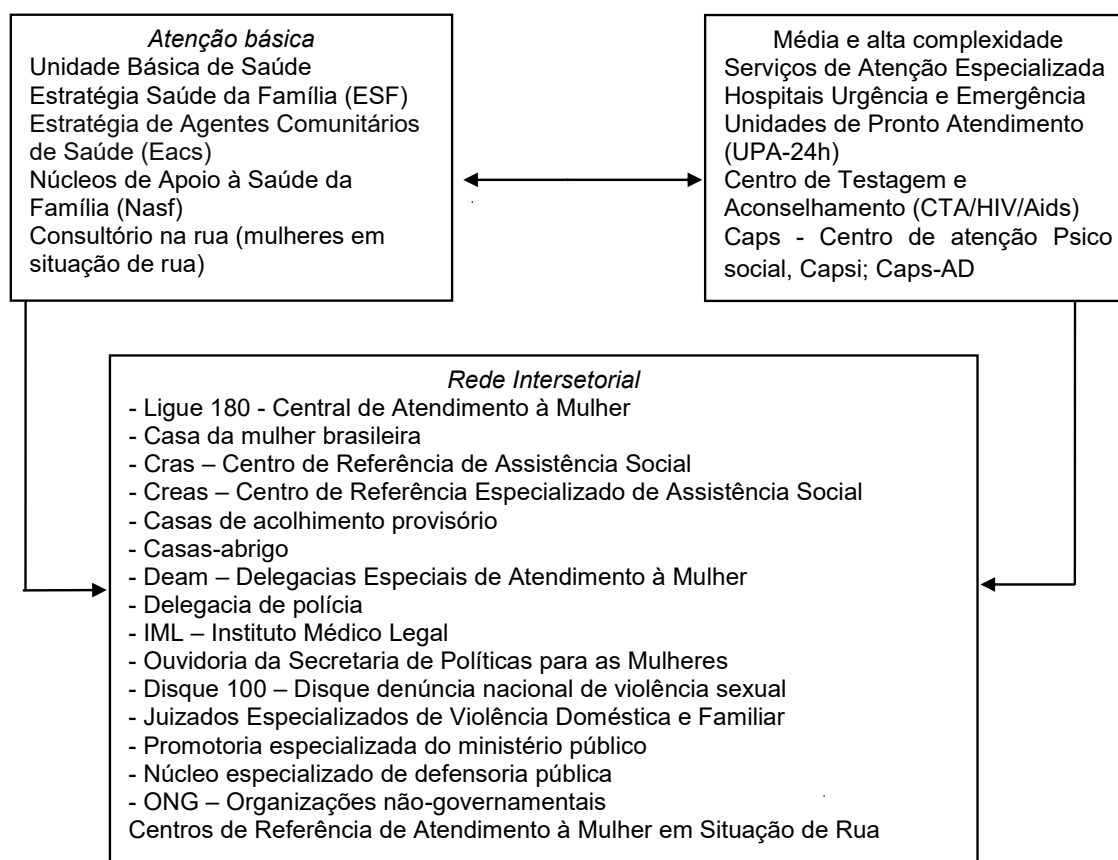 Atenção básica
Unidade Básica de Saúde
Estratégia Saúde da Família (ESF)
Estratégia de Agentes Comunitários
de Saúde (Eacs)
Núcleos de Apoio à Saúde da
Família (Nasf)
Consultório na rua (mulheres em
situação de rua)
Média e alta complexidade
Serviços de Atenção Especializada
Hospitais Urgência e Emergência
Unidades de Pronto Atendimento
(UPA-24h)
Centro de Testagem e
Aconselhamento (CTA/HIV/Aids)
Caps - Centro de atenção Psico
social, Capsi; Caps-AD
Rede Intersetorial
- Ligue 180 - Central de Atendimento à Mulher
- Casa da mulher brasileira
- Cras – Centro de Referência de Assistência Social
- Creas – Centro de Referência Especializado de Assistência Social
- Casas de acolhimento provisório
- Casas-abrigo
- Deam – Delegacias Especiais de Atendimento à Mulher
- Delegacia de polícia
- IML – Instituto Médico Legal
- Ouvidoria da Secretaria de Políticas para as Mulheres
- Disque 100 – Disque denúncia nacional de violência sexual
- Juizados Especializados de Violência Doméstica e Familiar
- Promotoria especializada do ministério público
- Núcleo especializado de defensoria pública
- ONG – Organizações não-governamentais
Centros de Referência de Atendimento à Mulher em Situação de Rua